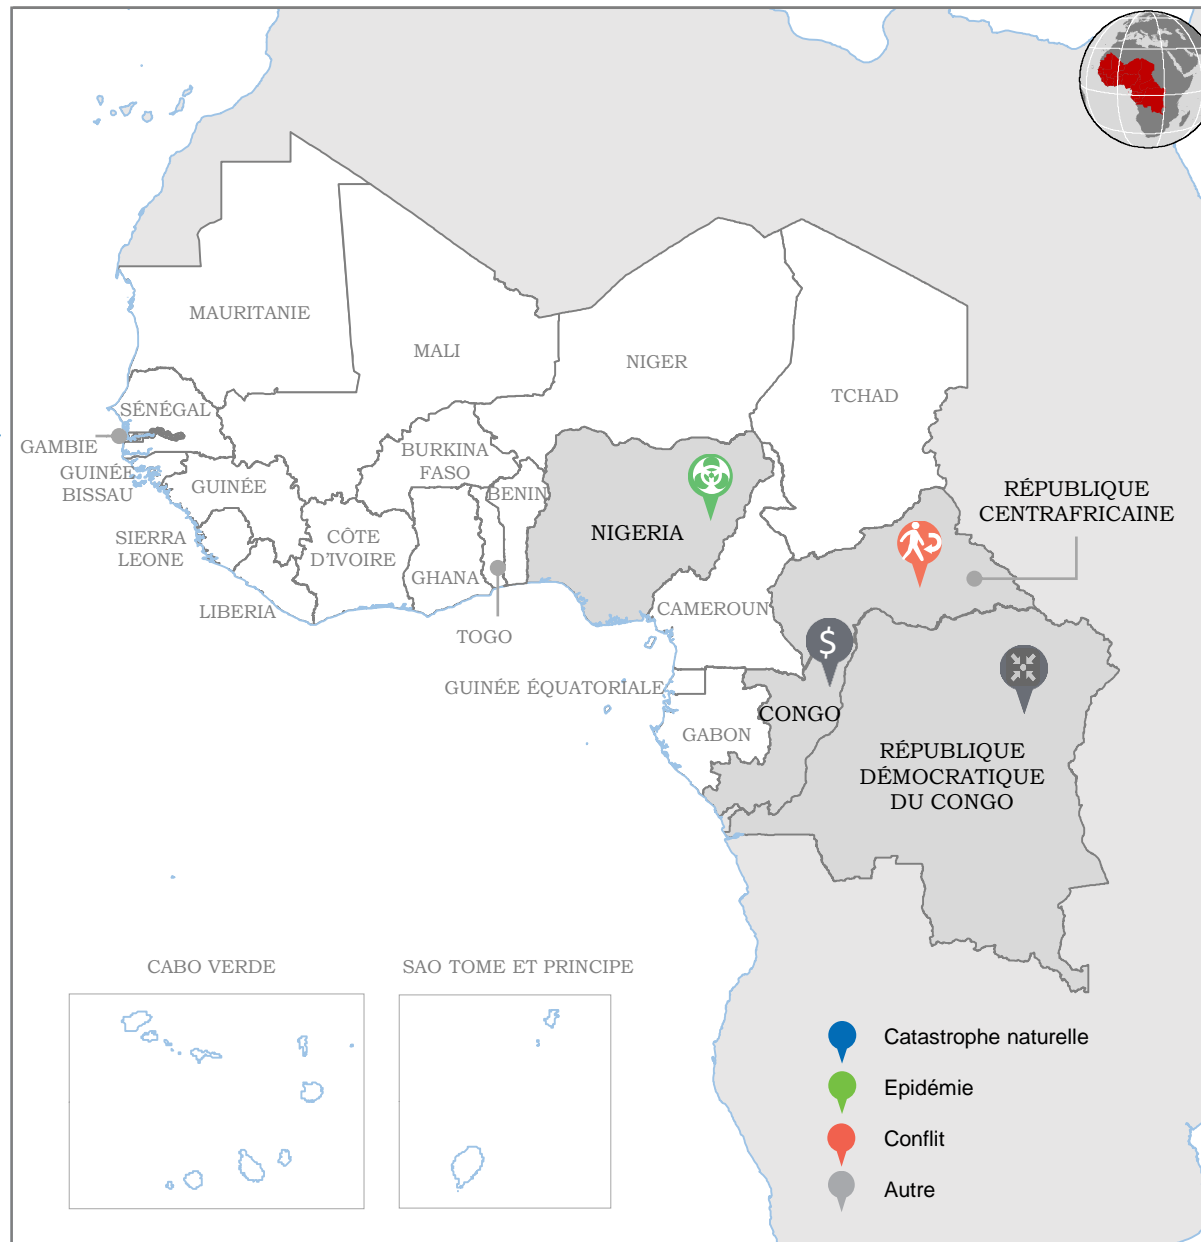 MAURITANIE
MALI
NIGER
TCHAD
SÉNÉGAL
GAMBIE
GUINÉE
BISSAU
GUINÉE
BURKINA
FASO
BENIN
NIGERIA
RÉPUBLIQUE
CENTRAFRICAINE
SIERRA
LEONE
CÔTE
D'IVOIRE
GHANA
LIBERIA
TOGO
CAMEROUN
$
GUINÉE ÉQUATORIALE
CONGO
GABON
RÉPUBLIQUE
DÉMOCRATIQUE
DU CONGO
CABO VERDE
SAO TOME ET PRINCIPE
Catastrophe naturelle
Epidémie
Conflit
Autre